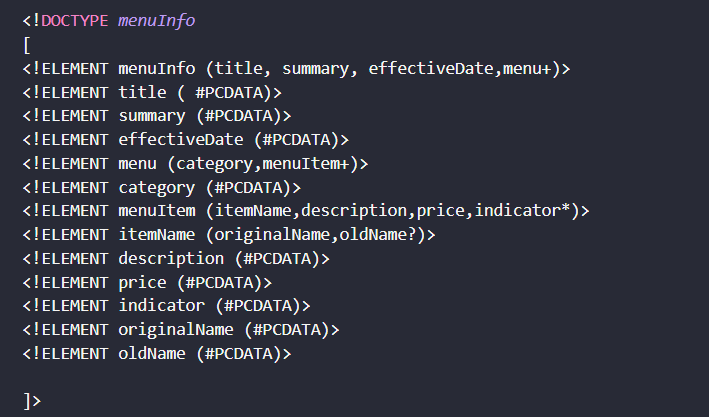 <!DOCTYPE menuInfo
[
<!ELEMENT menuInfo (title, summary, effectiveDate,menu+)>
<!ELEMENT title ( #PCDATA)>
<!ELEMENT summary (#PCDATA)>
<!ELEMENT effectiveDate (#PCDATA)>
<!ELEMENT menu (category,menuItem+)>
<!ELEMENT category (#PCDATA)>
<!ELEMENT menuItem (itemName,description,price,indicator*)>
<!ELEMENT itemName (originalName,oldName?)>
<!ELEMENT description (#PCDATA)>
<!ELEMENT price (#PCDATA)>
<!ELEMENT indicator (#PCDATA)>
<!ELEMENT originalName (#PCDATA)>
<!ELEMENT oldName (#PCDATA)>
]>